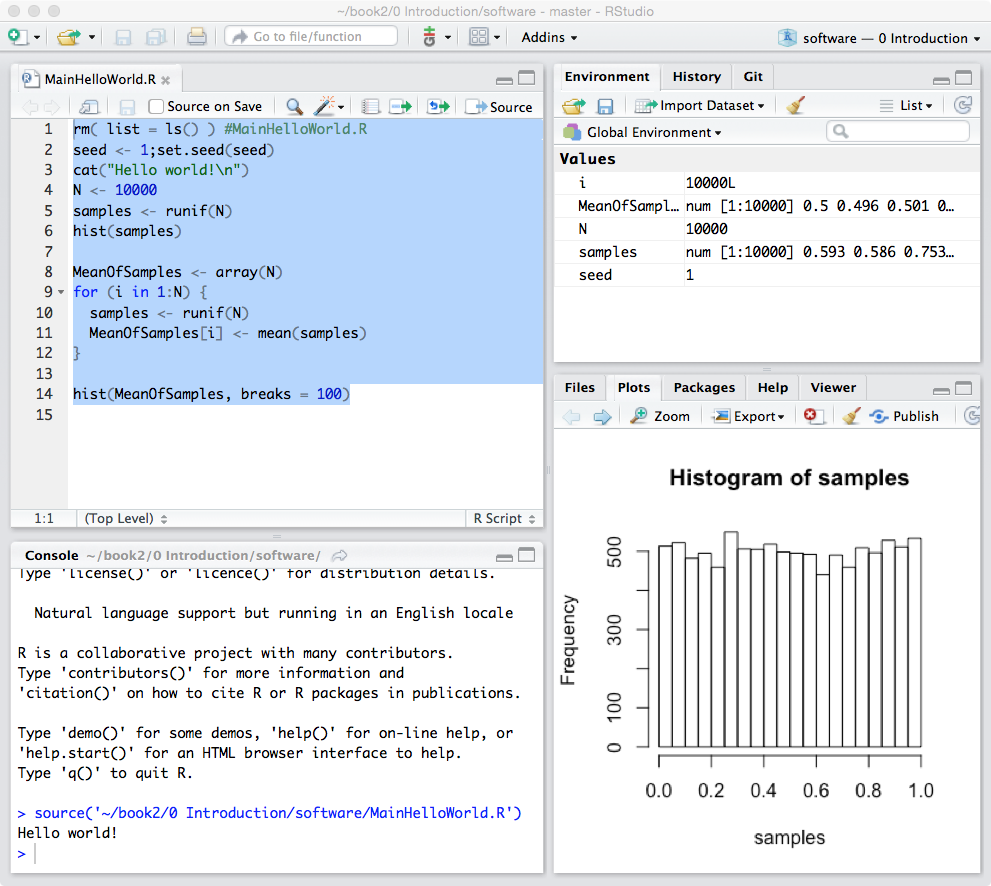 ~/book2/0 Introduction/software - master - RStudio
Go to file/function
Addins
software — 0 Introduction
MainHelloWorld.R
Source on Save
Source
1 rm( list = ls() ) #MainHelloWorld.R
2 seed <- 1;set.seed(seed)
3 cat("Hello world!\n")
4 N <- 10000
5 samples <- runif(N)
6 hist(samples)
7
8 MeanOfSamples <- array(N)
9 for (i in 1:N) {
10 samples <- runif(N)
11 MeanOfSamples[i] <- mean(samples)
12 }
13
14 hist(MeanOfSamples, breaks = 100)
15
1:1 (Top Level) R Script
Console ~/book2/0 Introduction/software/
Type 'license()' or 'licence()' for distribution details.
Natural language support but running in an English locale
R is a collaborative project with many contributors.
Type 'contributors()' for more information and
'citation()' on how to cite R or R packages in publications.
Type 'demo()' for some demos, 'help()' for on-line help, or
'help.start()' for an HTML browser interface to help.
Type 'q()' to quit R.
> source('~/book2/0 Introduction/software/MainHelloWorld.R')
Hello world!
>
Environment History Git
Import Dataset List
Global Environment
Values
i 10000L
MeanOfSampl… num [1:10000] 0.5 0.496 0.501 0…
N 10000
samples num [1:10000] 0.593 0.586 0.753…
seed 1
Files Plots Packages Help Viewer
Zoom Export Publish
Histogram of samples
Frequency
500
300
100
0
0.0 0.2 0.4 0.6 0.8 1.0
samples